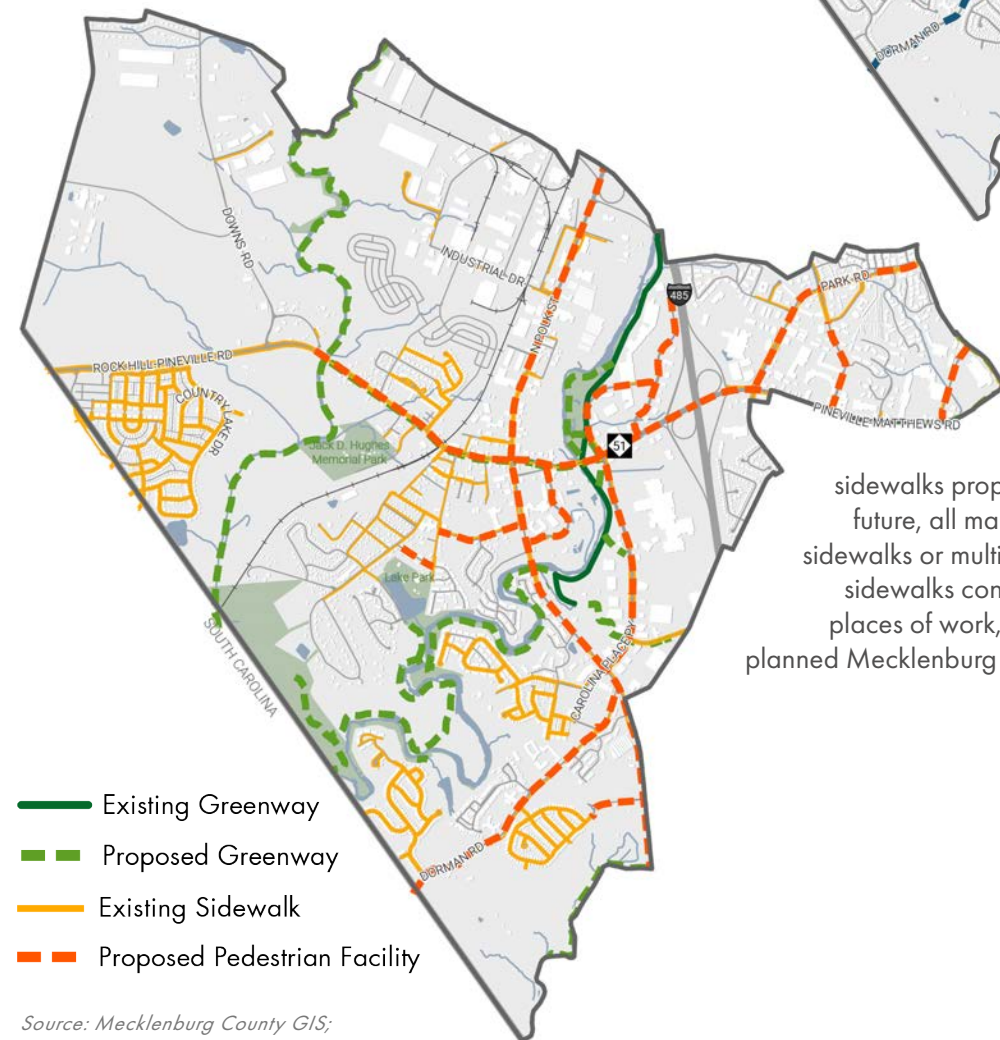 DORMAN RD
DOWNS RD
INDUSTRIAL DR
N POLK ST
485
PARK RD
ROCK HILL-PINEVILLE RD
COUNTRY LAKE DR
PINEVILLE MATTHEWS RD
51
Jack D. Hughes
Memorial Park
sidewalks prop
future, all ma
sidewalks or multi
sidewalks con
places of work,
planned Mecklenburg
Lake Park
SOUTH CAROLINA
CAROLINA PLACE PY
Existing Greenway
Proposed Greenway
Existing Sidewalk
Proposed Pedestrian Facility
DORMAN RD
Source: Mecklenburg County GIS;